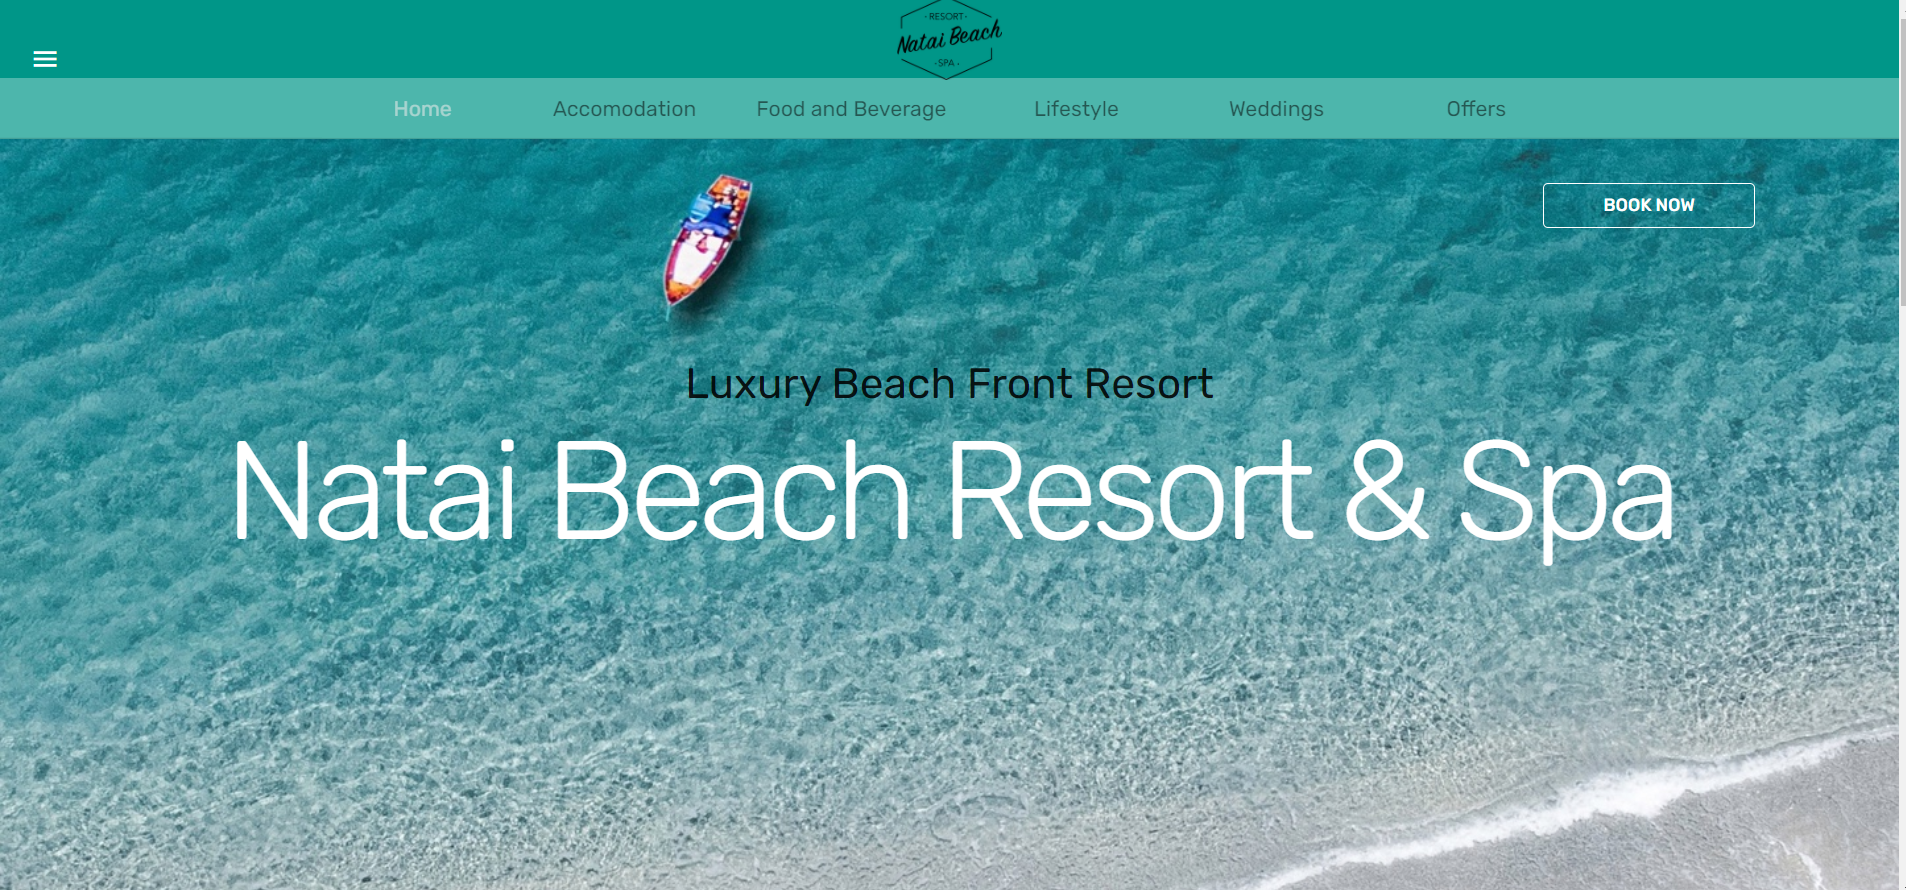 · RESORT ·
Natai Beach
· SPA ·
Home Accomodation Food and Beverage Lifestyle Weddings Offers
BOOK NOW
Luxury Beach Front Resort
Natai Beach Resort & Spa